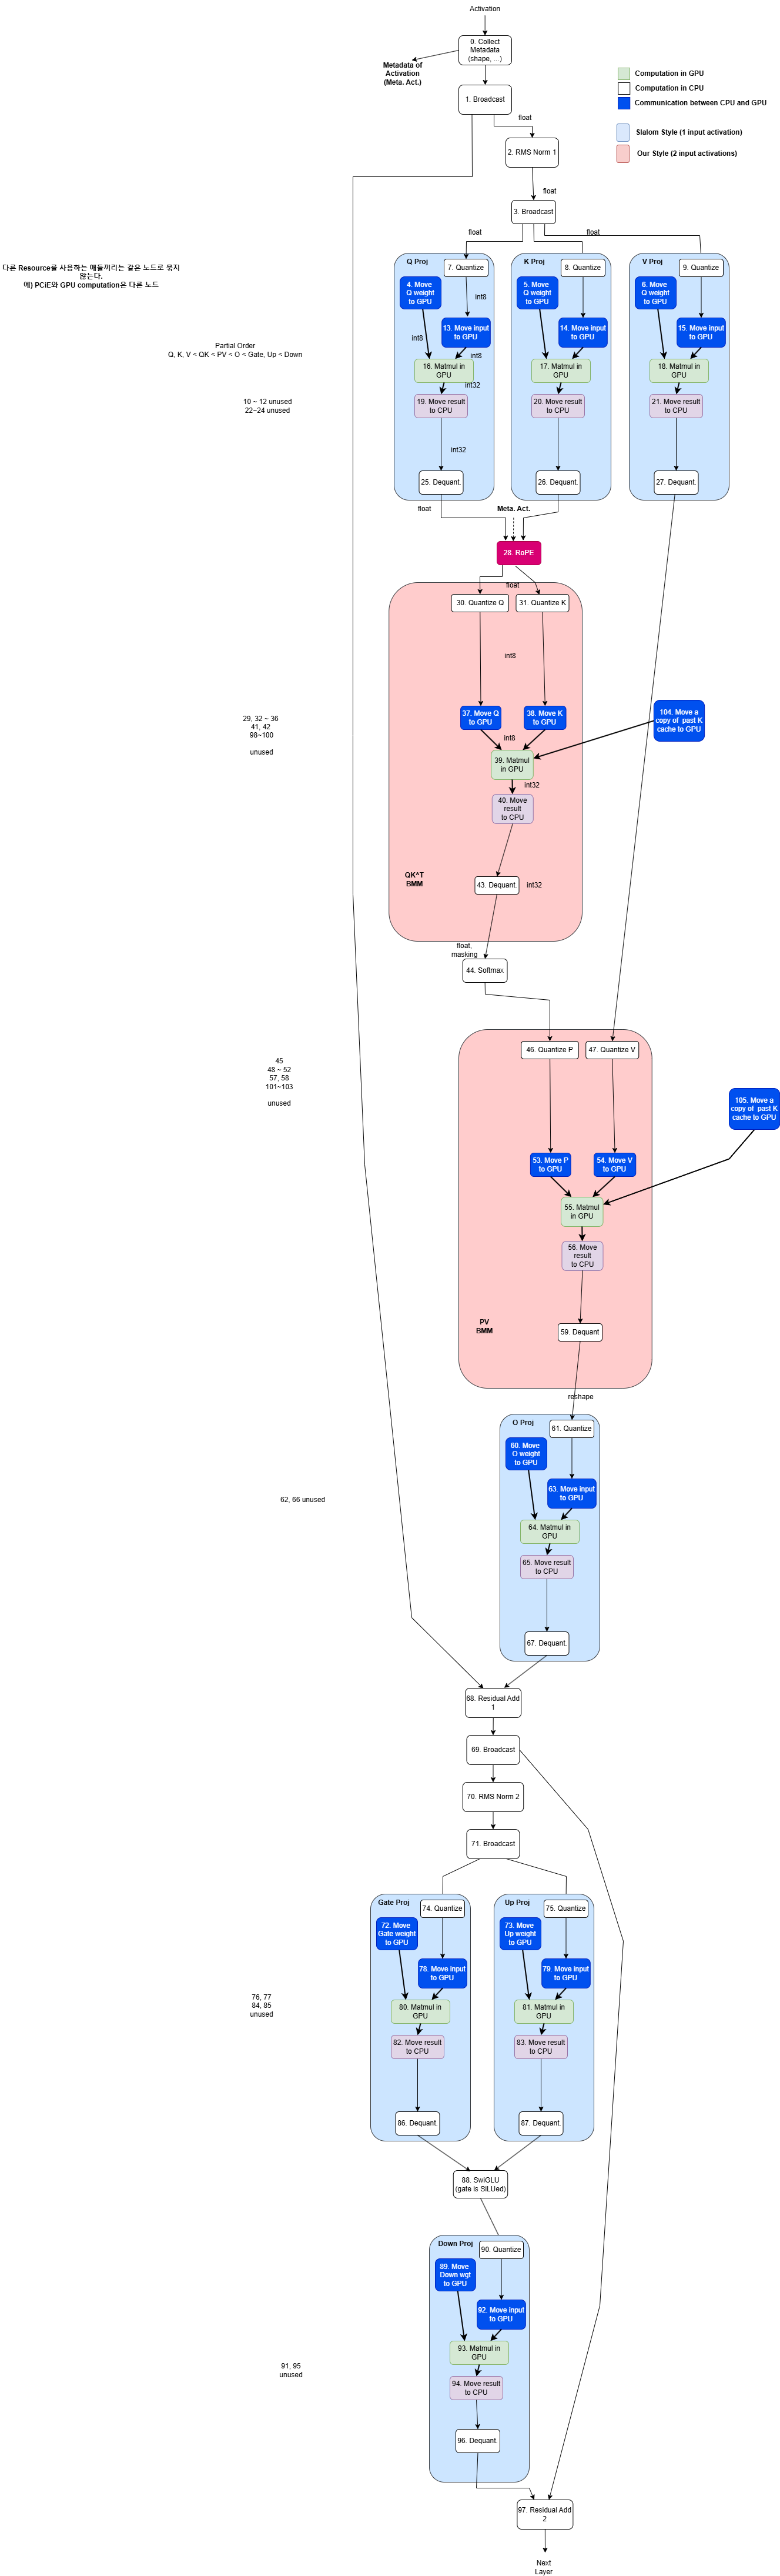 Activation
0. Collect
Metadata
(shape, ...)
Metadata of
Activation
(Meta. Act.)
Computation in GPU
Computation in CPU
Communication between CPU and GPU
Slalom Style (1 input activation)
Our Style (2 input activations)
1. Broadcast
float
2. RMS Norm 1
float
3. Broadcast
float
float
다른 Resource를 사용하는 애들끼리는 같은 노드로 묶지
않는다.
예) PCiE와 GPU computation은 다른 노드
Q Proj
7. Quantize
4. Move
Q weight
to GPU
int8
13. Move input
to GPU
int8
int8
16. Matmul in
GPU
int32
19. Move result
to CPU
int32
25. Dequant.
float
K Proj
8. Quantize
5. Move
Q weight
to GPU
14. Move input
to GPU
17. Matmul in
GPU
20. Move result
to CPU
26. Dequant.
V Proj
9. Quantize
6. Move
Q weight
to GPU
15. Move input
to GPU
18. Matmul in
GPU
21. Move result
to CPU
27. Dequant.
Partial Order
Q, K, V < QK < PV < O < Gate, Up < Down
10 ~ 12 unused
22~24 unused
Meta. Act.
28. RoPE
float
30. Quantize Q
31. Quantize K
int8
37. Move Q
to GPU
38. Move K
to GPU
104. Move a
copy of  past K
cache to GPU
int8
39. Matmul
in GPU
int32
40. Move
result
to CPU
29, 32 ~ 36
41, 42
98~100
unused
QK^T
BMM
43. Dequant.
int32
float,
masking
44. Softmax
46. Quantize P
47. Quantize V
45
48 ~ 52
57, 58
101~103
unused
105. Move a
copy of  past K
cache to GPU
53. Move P
to GPU
54. Move V
to GPU
55. Matmul
in GPU
56. Move
result
to CPU
PV
BMM
59. Dequant
reshape
O Proj
61. Quantize
60. Move
O weight
to GPU
63. Move input
to GPU
62, 66 unused
64. Matmul in
GPU
65. Move result
to CPU
67. Dequant.
68. Residual Add
1
69. Broadcast
70. RMS Norm 2
71. Broadcast
Gate Proj
74. Quantize
72. Move
Gate weight
to GPU
78. Move input
to GPU
80. Matmul in
GPU
82. Move result
to CPU
86. Dequant.
Up Proj
75. Quantize
73. Move
Up weight
to GPU
79. Move input
to GPU
81. Matmul in
GPU
83. Move result
to CPU
87. Dequant.
76, 77
84, 85
unused
88. SwiGLU
(gate is SiLUed)
Down Proj
90. Quantize
89. Move
Down wgt
to GPU
92. Move input
to GPU
93. Matmul in
GPU
94. Move result
to CPU
91, 95
unused
96. Dequant.
97. Residual Add
2
Next
Layer